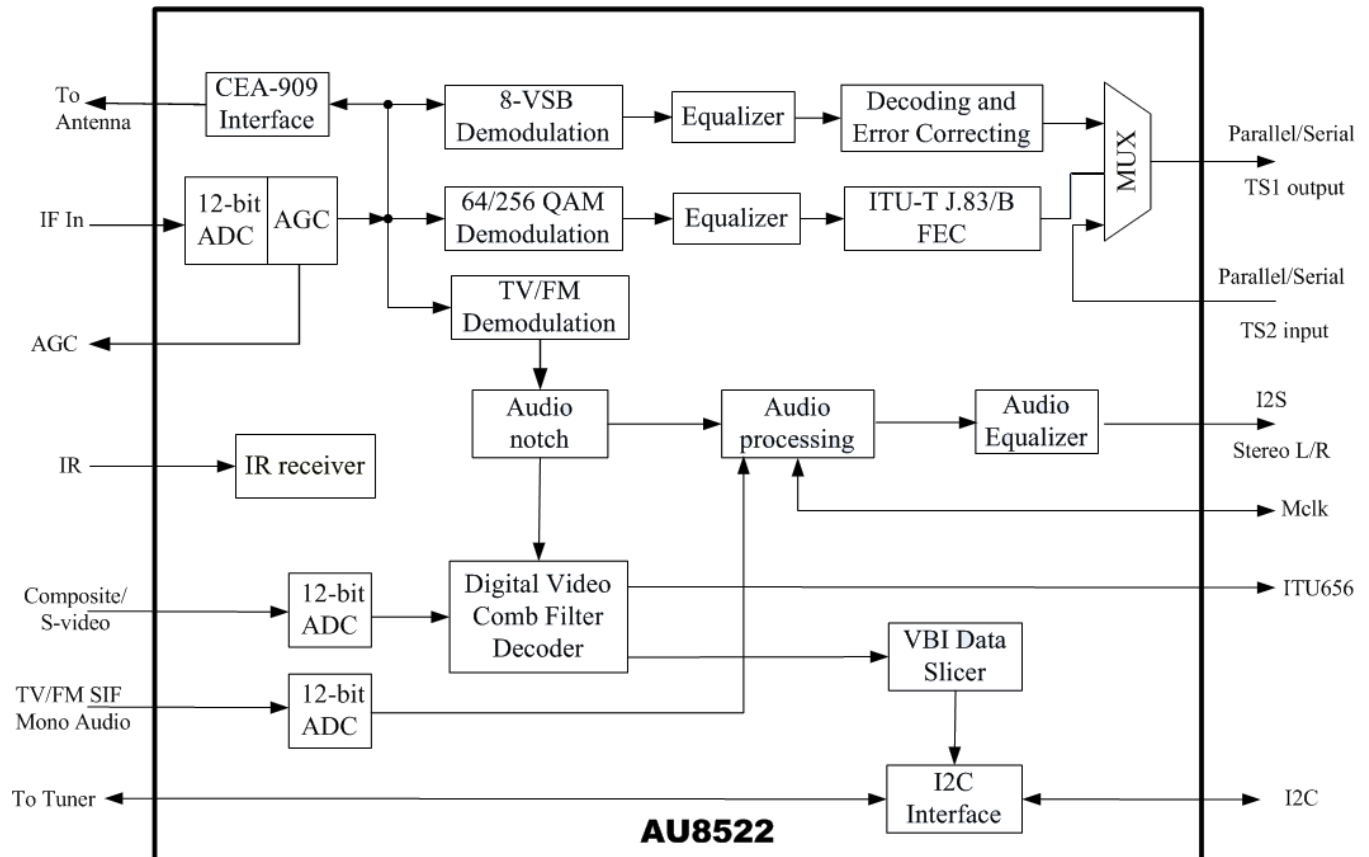 To
Antenna
CEA-909
Interface
8-VSB
Demodulation
Equalizer
Decoding and
Error Correcting
MUX
Parallel/Serial
TS1 output
IF In
12-bit
ADC
AGC
64/256 QAM
Demodulation
Equalizer
ITU-T J.83/B
FEC
Parallel/Serial
TS2 input
TV/FM
Demodulation
AGC
Audio
notch
Audio
processing
Audio
Equalizer
I2S
Stereo L/R
IR
IR receiver
Mclk
Composite/
S-video
12-bit
ADC
Digital Video
Comb Filter
Decoder
ITU656
VBI Data
Slicer
TV/FM SIF
Mono Audio
12-bit
ADC
To Tuner
I2C
Interface
I2C
AU8522